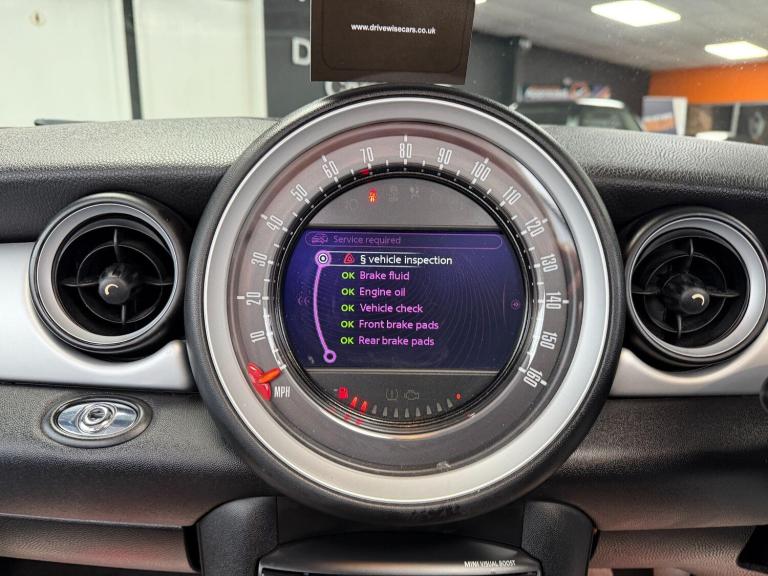 www.drivewisecars.co.uk
D
10
20
30
40
50
60
70
80
90
100
110
120
130
140
150
160
MPH
Service required
§ vehicle inspection
OK Brake fluid
OK Engine oil
OK Vehicle check
OK Front brake pads
OK Rear brake pads
MINI VISUAL BOOST